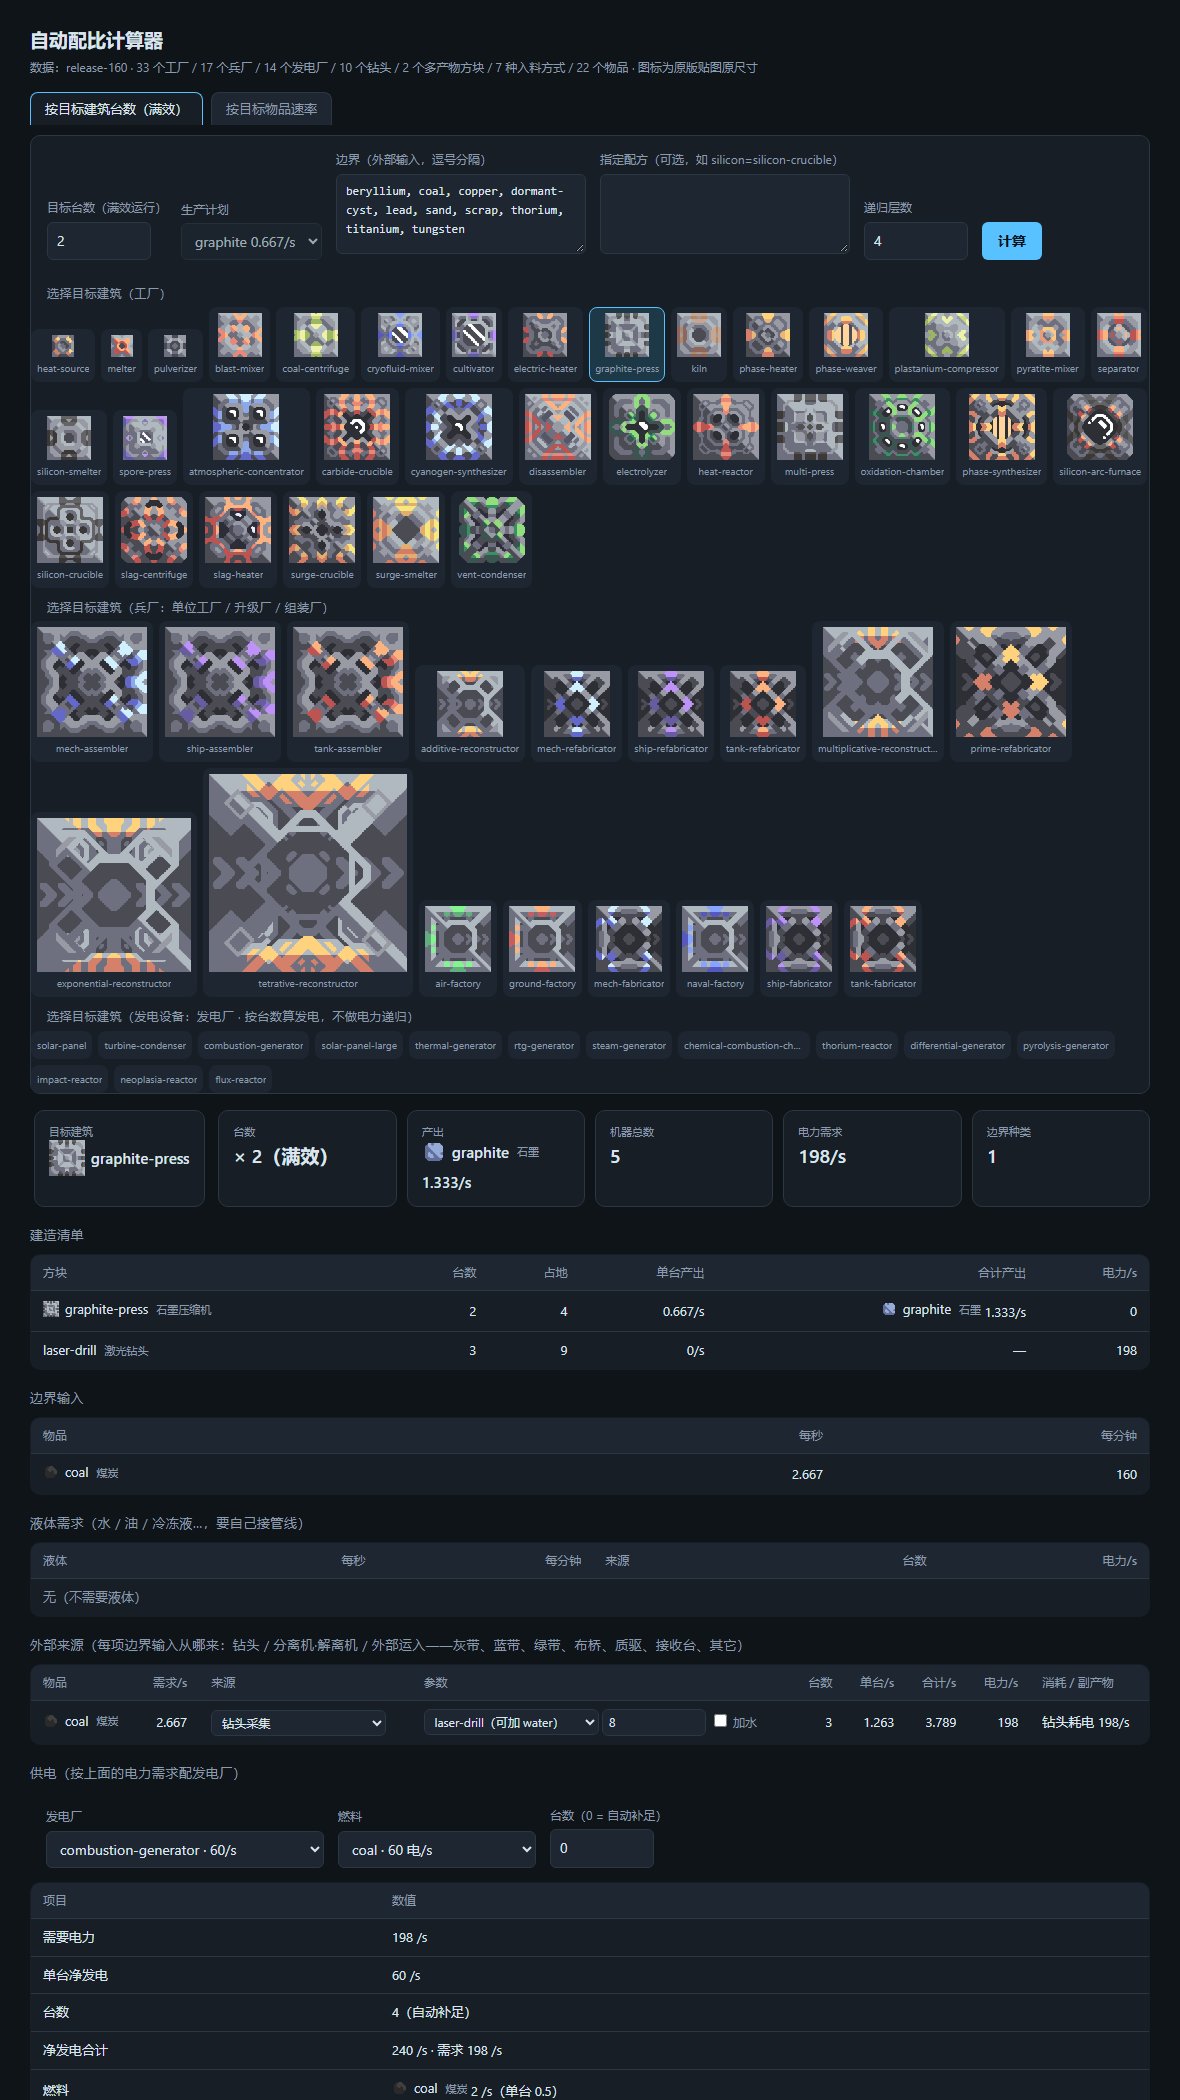 自动配比计算器
数据：release-160 · 33 个工厂 / 17 个兵厂 / 14 个发电厂 / 10 个钻头 / 2 个多产物方块 / 7 种入料方式 / 22 个物品 · 图标为原版贴图原尺寸
按目标建筑台数（满效） 按目标物品速率
目标台数（满效运行） 生产计划 边界（外部输入，逗号分隔） 指定配方（可选，如 silicon=silicon-crucible） 递归层数
2 graphite 0.667/s beryllium, coal, copper, dormant- 4 计算
cyst, lead, sand, scrap, thorium,
titanium, tungsten
选择目标建筑（工厂）
heat-source melter pulverizer blast-mixer coal-centrifuge cryofluid-mixer cultivator electric-heater graphite-press kiln phase-heater phase-weaver plastanium-compressor pyratite-mixer separator
silicon-smelter spore-press atmospheric-concentrator carbide-crucible cyanogen-synthesizer disassembler electrolyzer heat-reactor multi-press oxidation-chamber phase-synthesizer silicon-arc-furnace
silicon-crucible slag-centrifuge slag-heater surge-crucible surge-smelter vent-condenser
选择目标建筑（兵厂：单位工厂 / 升级厂 / 组装厂）
mech-assembler ship-assembler tank-assembler additive-reconstructor mech-refabricator ship-refabricator tank-refabricator multiplicative-reconstruct... prime-refabricator
exponential-reconstructor tetrative-reconstructor air-factory ground-factory mech-fabricator naval-factory ship-fabricator tank-fabricator
选择目标建筑（发电设备：发电厂 · 按台数算发电，不做电力递归）
solar-panel turbine-condenser combustion-generator solar-panel-large thermal-generator rtg-generator steam-generator chemical-combustion-ch... thorium-reactor differential-generator pyrolysis-generator
impact-reactor neoplasia-reactor flux-reactor
目标建筑 台数 产出 机器总数 电力需求 边界种类
graphite-press × 2（满效） graphite 石墨 5 198/s 1
1.333/s
建造清单
方块 台数 占地 单台产出 合计产出 电力/s
graphite-press 石墨压缩机 2 4 0.667/s graphite 石墨 1.333/s 0
laser-drill 激光钻头 3 9 0/s — 198
边界输入
物品 每秒 每分钟
coal 煤炭 2.667 160
液体需求（水 / 油 / 冷冻液...，要自己接管线）
液体 每秒 每分钟 来源 台数 电力/s
无（不需要液体）
外部来源（每项边界输入从哪来：钻头 / 分离机·解离机 / 外部运入——灰带、蓝带、绿带、布桥、质驱、接收台、其它）
物品 需求/s 来源 参数 台数 单台/s 合计/s 电力/s 消耗 / 副产物
coal 煤炭 2.667 钻头采集 laser-drill（可加 water） 8 加水 3 1.263 3.789 198 钻头耗电 198/s
供电（按上面的电力需求配发电厂）
发电厂 燃料 台数（0 = 自动补足）
combustion-generator · 60/s coal · 60 电/s 0
项目 数值
需要电力 198 /s
单台净发电 60 /s
台数 4（自动补足）
净发电合计 240 /s · 需求 198 /s
燃料 coal 煤炭 2 /s（单台 0.5）